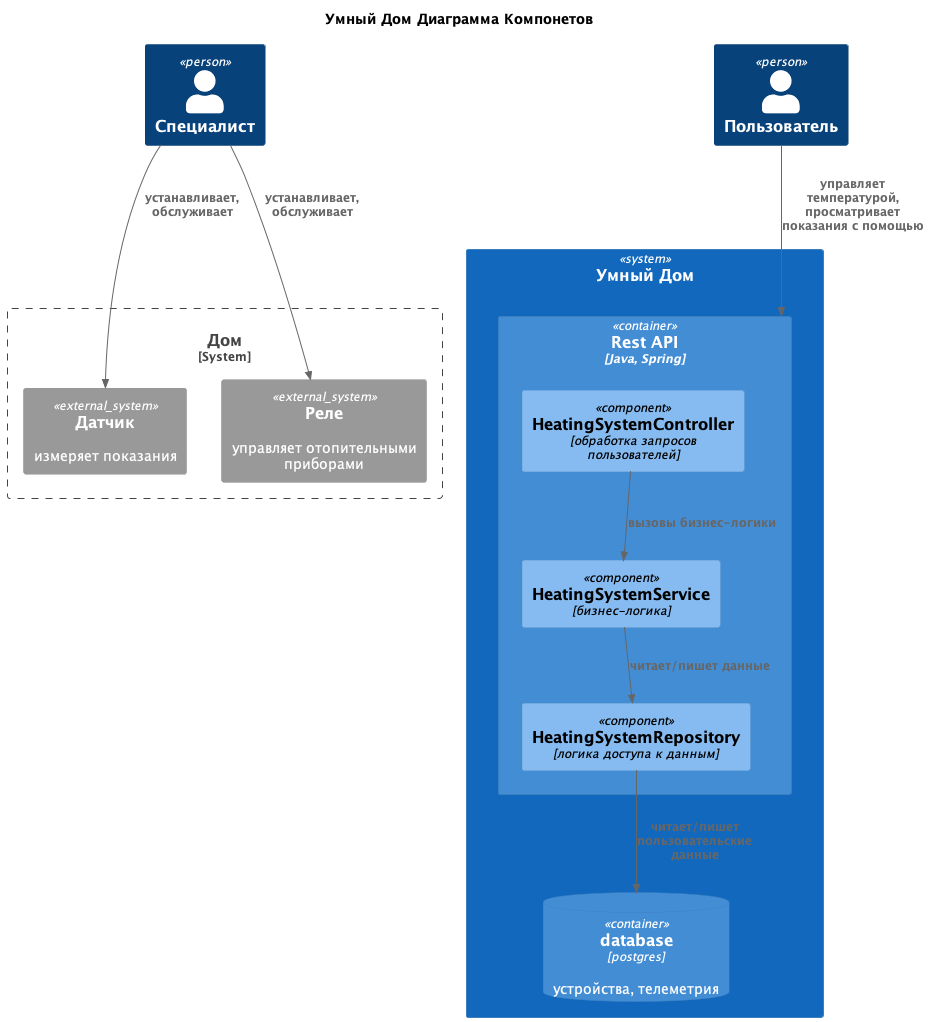 Умный Дом Диаграмма Компонетов
«person»
Специалист
«person»
Пользователь
устанавливает,
обслуживает
устанавливает,
обслуживает
управляет
температурой,
просматривает
показания с помощью
Дом
[System]
«external_system»
Датчик
измеряет показания
«external_system»
Реле
управляет отопительными
приборами
«system»
Умный Дом
«container»
Rest API
[Java, Spring]
«component»
HeatingSystemController
[обработка запросов
пользователей]
вызовы бизнес-логики
«component»
HeatingSystemService
[бизнес-логика]
читает/пишет данные
«component»
HeatingSystemRepository
[логика доступа к данным]
читает/пишет
пользовательские
данные
«container»
database
[postgres]
устройства, телеметрия